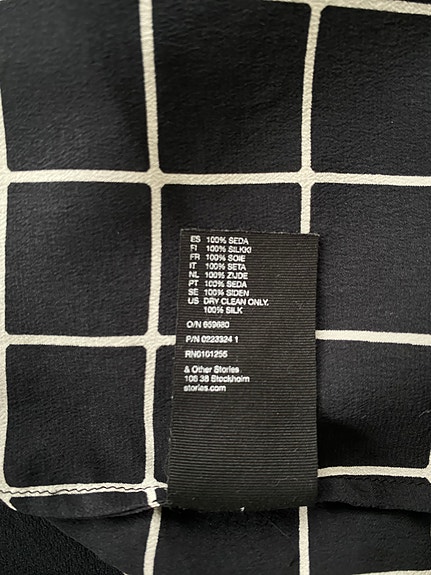 ES 100% SEDA
FI 100% SILKKI
FR 100% SOIE
IT 100% SETA
NL 100% ZIJDE
PT 100% SEDA
SE 100% SIDEN
US DRY CLEAN ONLY.
100% SILK
O/N 659680
P/N 0223324 1
RN0101255
& Other Stories
106 38 Stockholm
stories.com